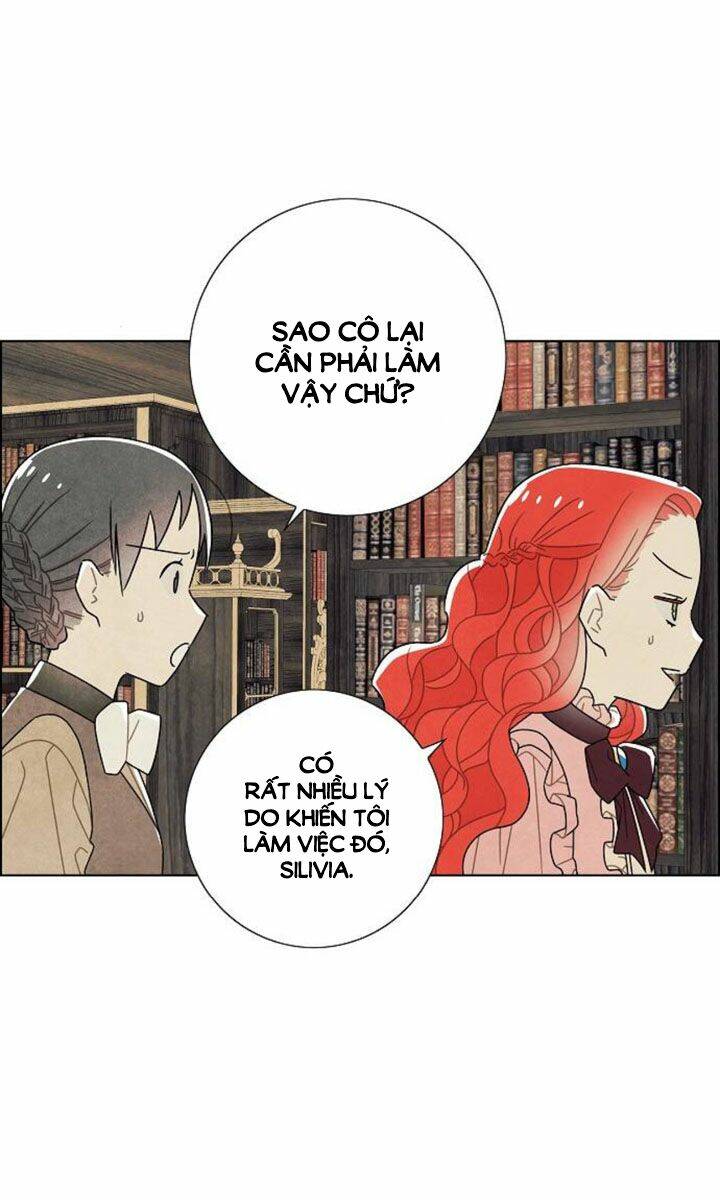 SAO CÔ LẠI
CẦN PHẢI LÀM
VẬY CHỨ?
CÓ
RẤT NHIỀU LÝ
DO KHIẾN TÔI
LÀM VIỆC ĐÓ,
SILIVIA.